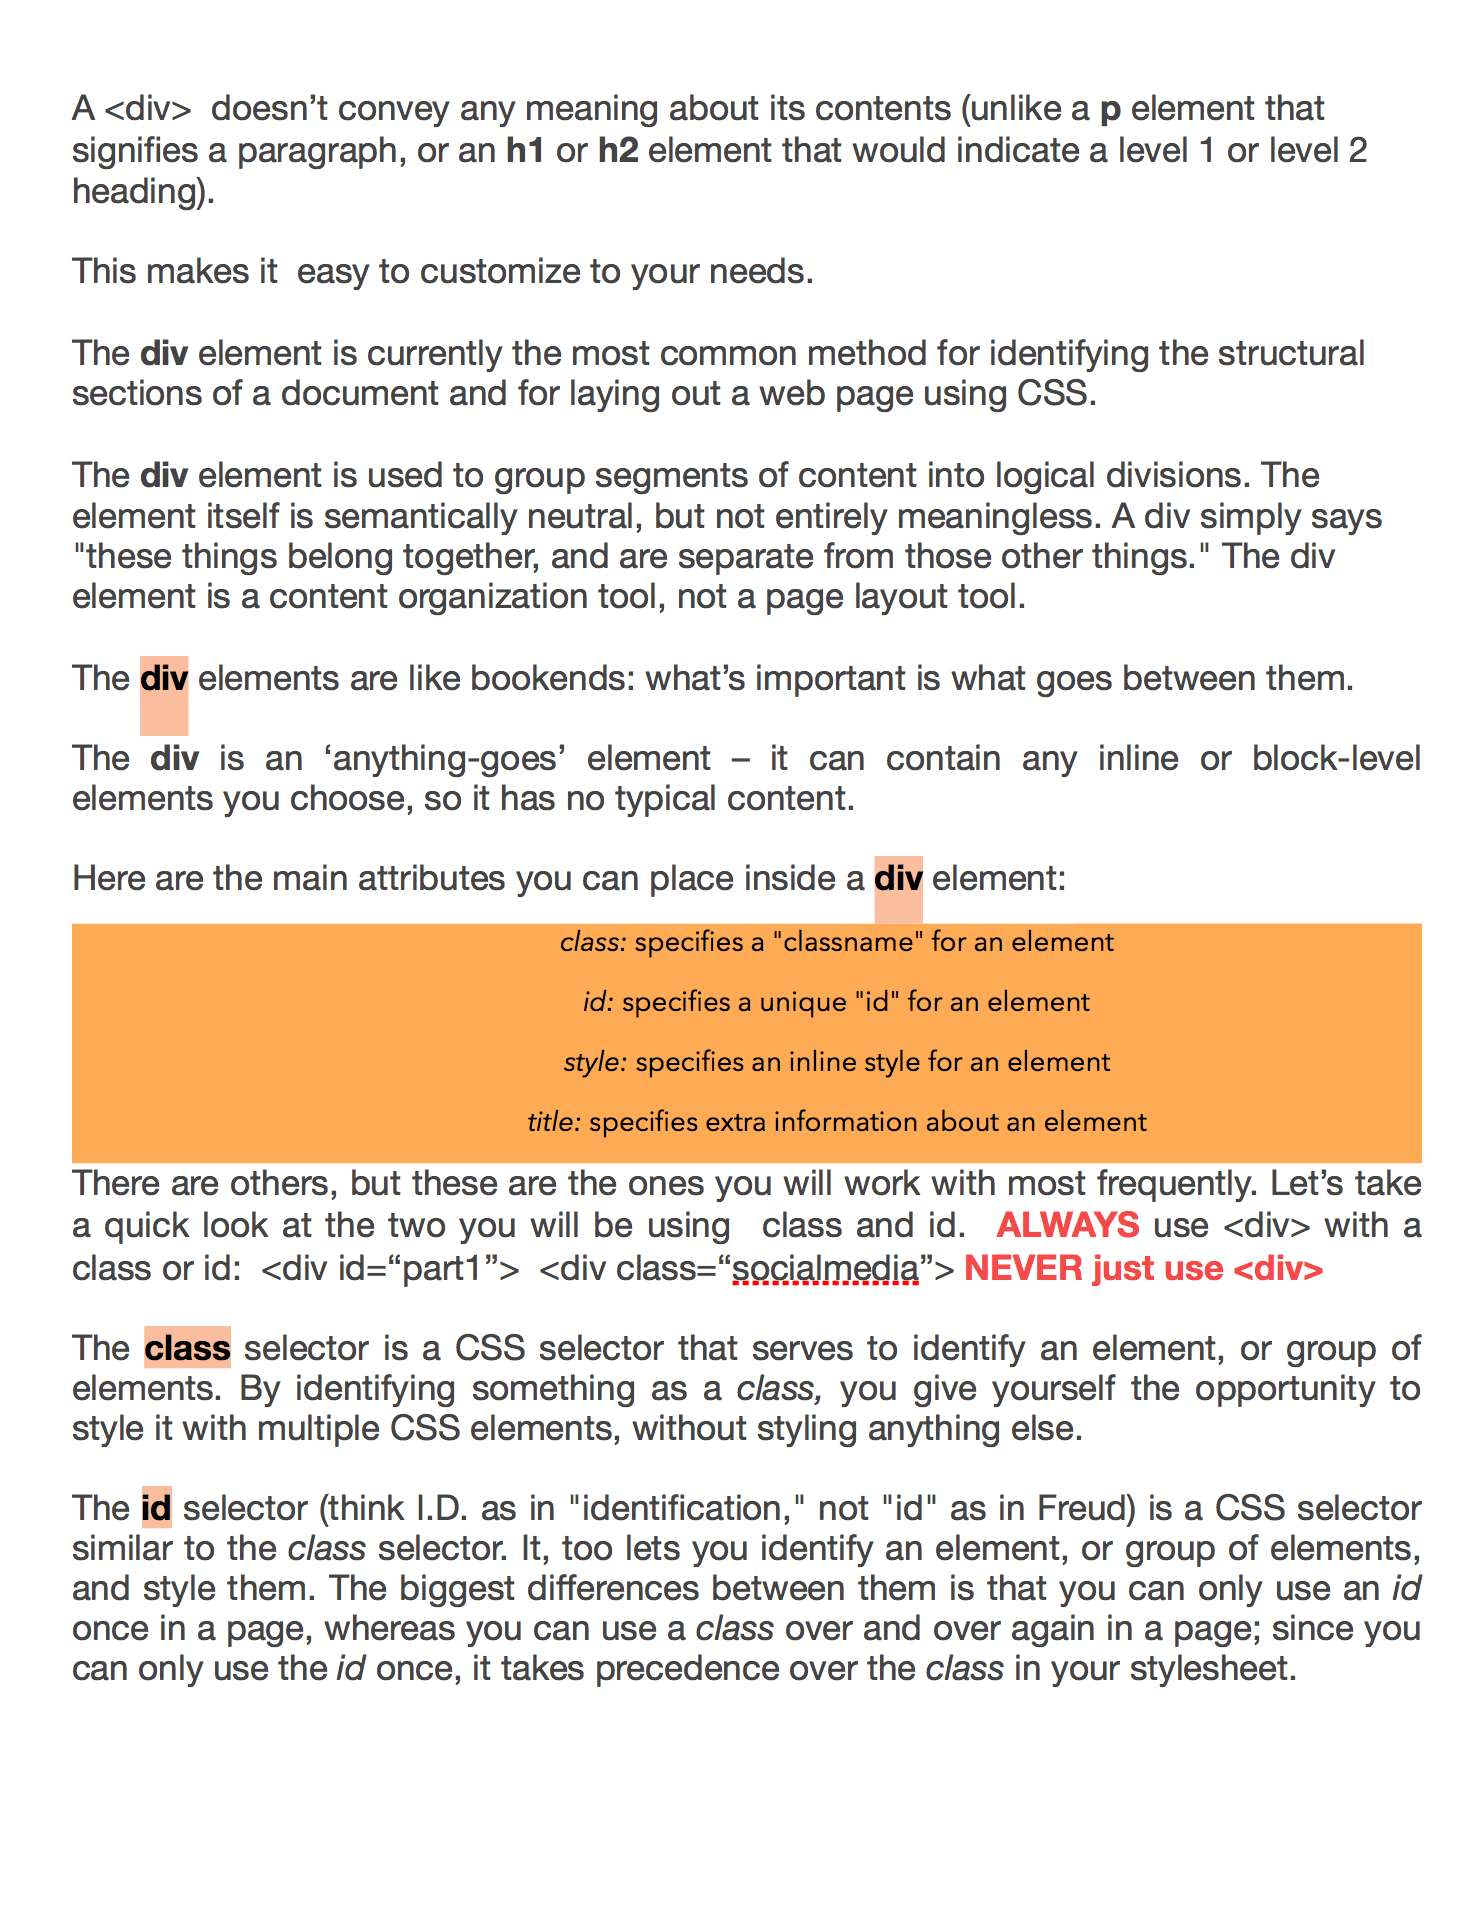 A <div>  doesn’t convey any meaning about its contents (unlike a p element that
signifies a paragraph, or an h1 or h2 element that would indicate a level 1 or level 2
heading).
This makes it  easy to customize to your needs.
The div element is currently the most common method for identifying the structural
sections of a document and for laying out a web page using CSS.
The div element is used to group segments of content into logical divisions. The
element itself is semantically neutral, but not entirely meaningless. A div simply says
"these things belong together, and are separate from those other things." The div
element is a content organization tool, not a page layout tool.
The div elements are like bookends: what’s important is what goes between them.
The div is an ‘anything-goes’ element – it can contain any inline or block-level
elements you choose, so it has no typical content.
Here are the main attributes you can place inside a div element:
class: specifies a "classname" for an element
id: specifies a unique "id" for an element
style: specifies an inline style for an element
title: specifies extra information about an element
There are others, but these are the ones you will work with most frequently. Let’s take
a quick look at the two you will be using  class and id.  ALWAYS use <div> with a
class or id:  <div id=“part1”>  <div class=“socialmedia”> NEVER just use <div>
The class selector is a CSS selector that serves to identify an element, or group of
elements. By identifying something as a class, you give yourself the opportunity to
style it with multiple CSS elements, without styling anything else.
The id selector (think I.D. as in "identification," not "id" as in Freud) is a CSS selector
similar to the class selector. It, too lets you identify an element, or group of elements,
and style them. The biggest differences between them is that you can only use an id
once in a page, whereas you can use a class over and over again in a page; since you
can only use the id once, it takes precedence over the class in your stylesheet.